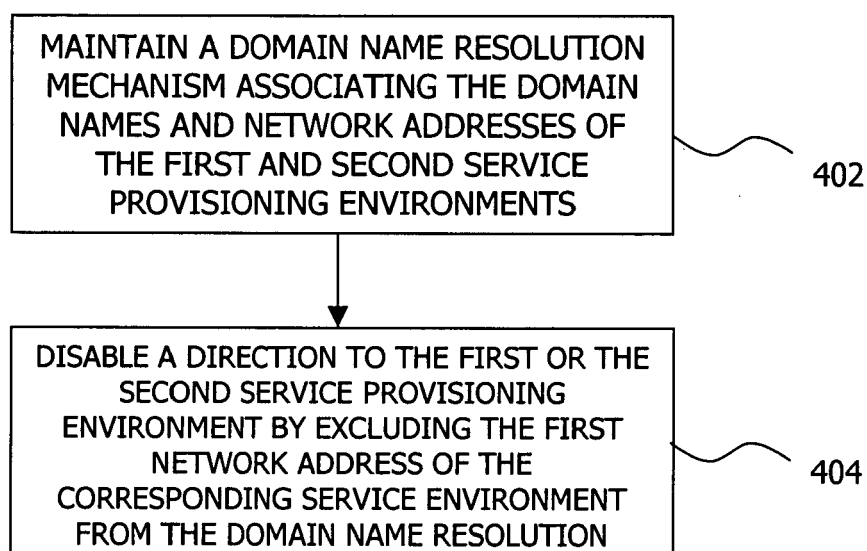 MAINTAIN A DOMAIN NAME RESOLUTION
MECHANISM ASSOCIATING THE DOMAIN
NAMES AND NETWORK ADDRESSES OF
THE FIRST AND SECOND SERVICE
PROVISIONING ENVIRONMENTS
402
DISABLE A DIRECTION TO THE FIRST OR THE
SECOND SERVICE PROVISIONING
ENVIRONMENT BY EXCLUDING THE FIRST
NETWORK ADDRESS OF THE
CORRESPONDING SERVICE ENVIRONMENT
FROM THE DOMAIN NAME RESOLUTION
404